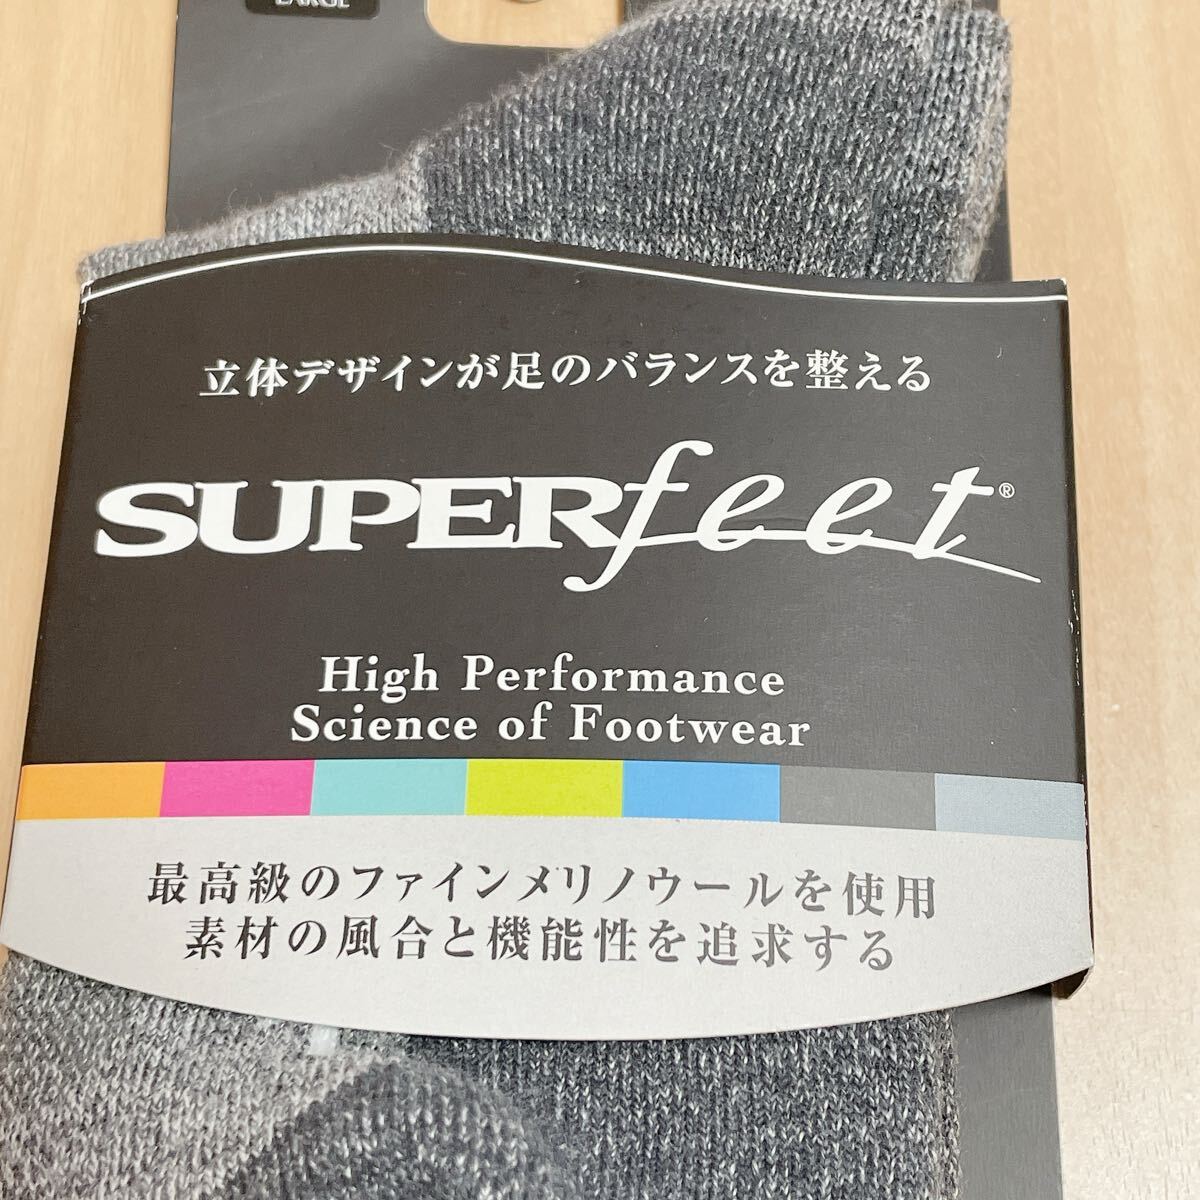 LARGE
立体デザインが足のバランスを整える
SUPERfeet®
High Performance
Science of Footwear
最高級のファインメリノウールを使用
素材の風合と機能性を追求する